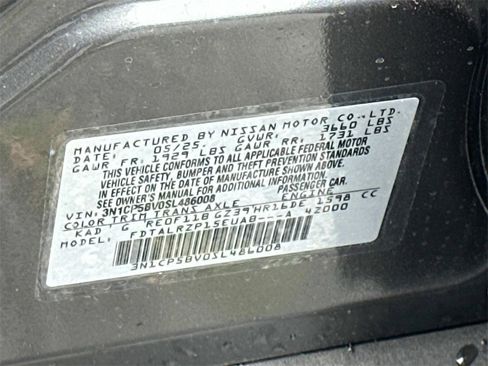 MANUFACTURED BY NISSAN MOTOR CO., LTD.
DATE: 05/25 GVWR: 3660 LBS
GAWR FR. 1929 LBS GAWR RR. 1731 LBS
THIS VEHICLE CONFORMS TO ALL APPLICABLE FEDERAL MOTOR
VEHICLE SAFETY, BUMPER AND THEFT PREVENTION STANDARDS
IN EFFECT ON THE DATE OF MANUFACTURE SHOWN ABOVE.
SEE OWNER'S MANUAL FOR ADDITIONAL INFORMATION
VIN: 3N1CP5BV0SL486008 PASSENGER CAR.
COLOR TRIM TRANS AXLE ENGINE
KAD G RE0F11B GZ39 HR16DE 1598 CC
FDTALRZP15EUAB---A 42000
3N1CP5BV0SL486008